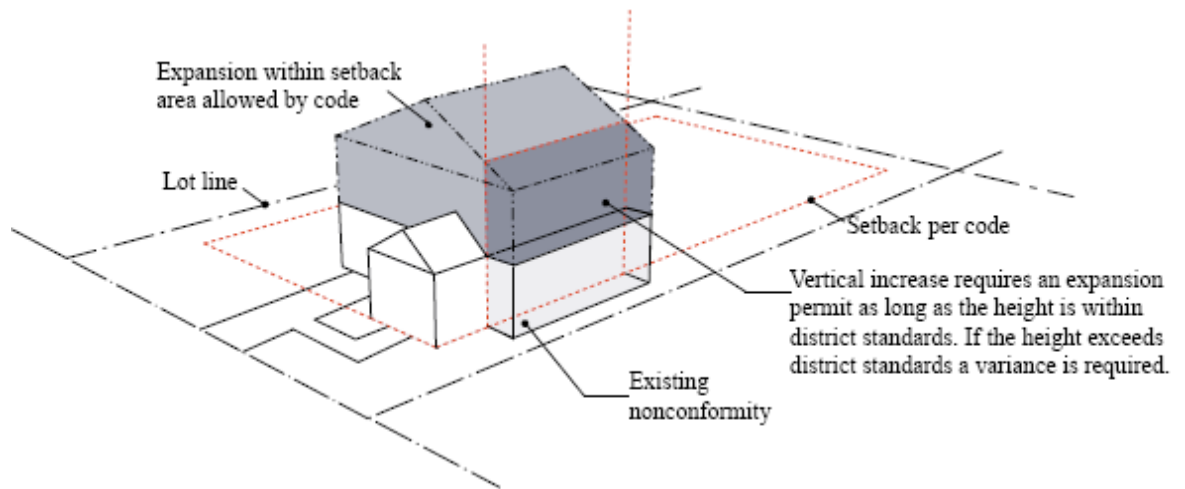 Expansion within setback
area allowed by code
Lot line
Setback per code
Vertical increase requires an expansion
permit as long as the height is within
district standards. If the height exceeds
district standards a variance is required.
Existing
nonconformity